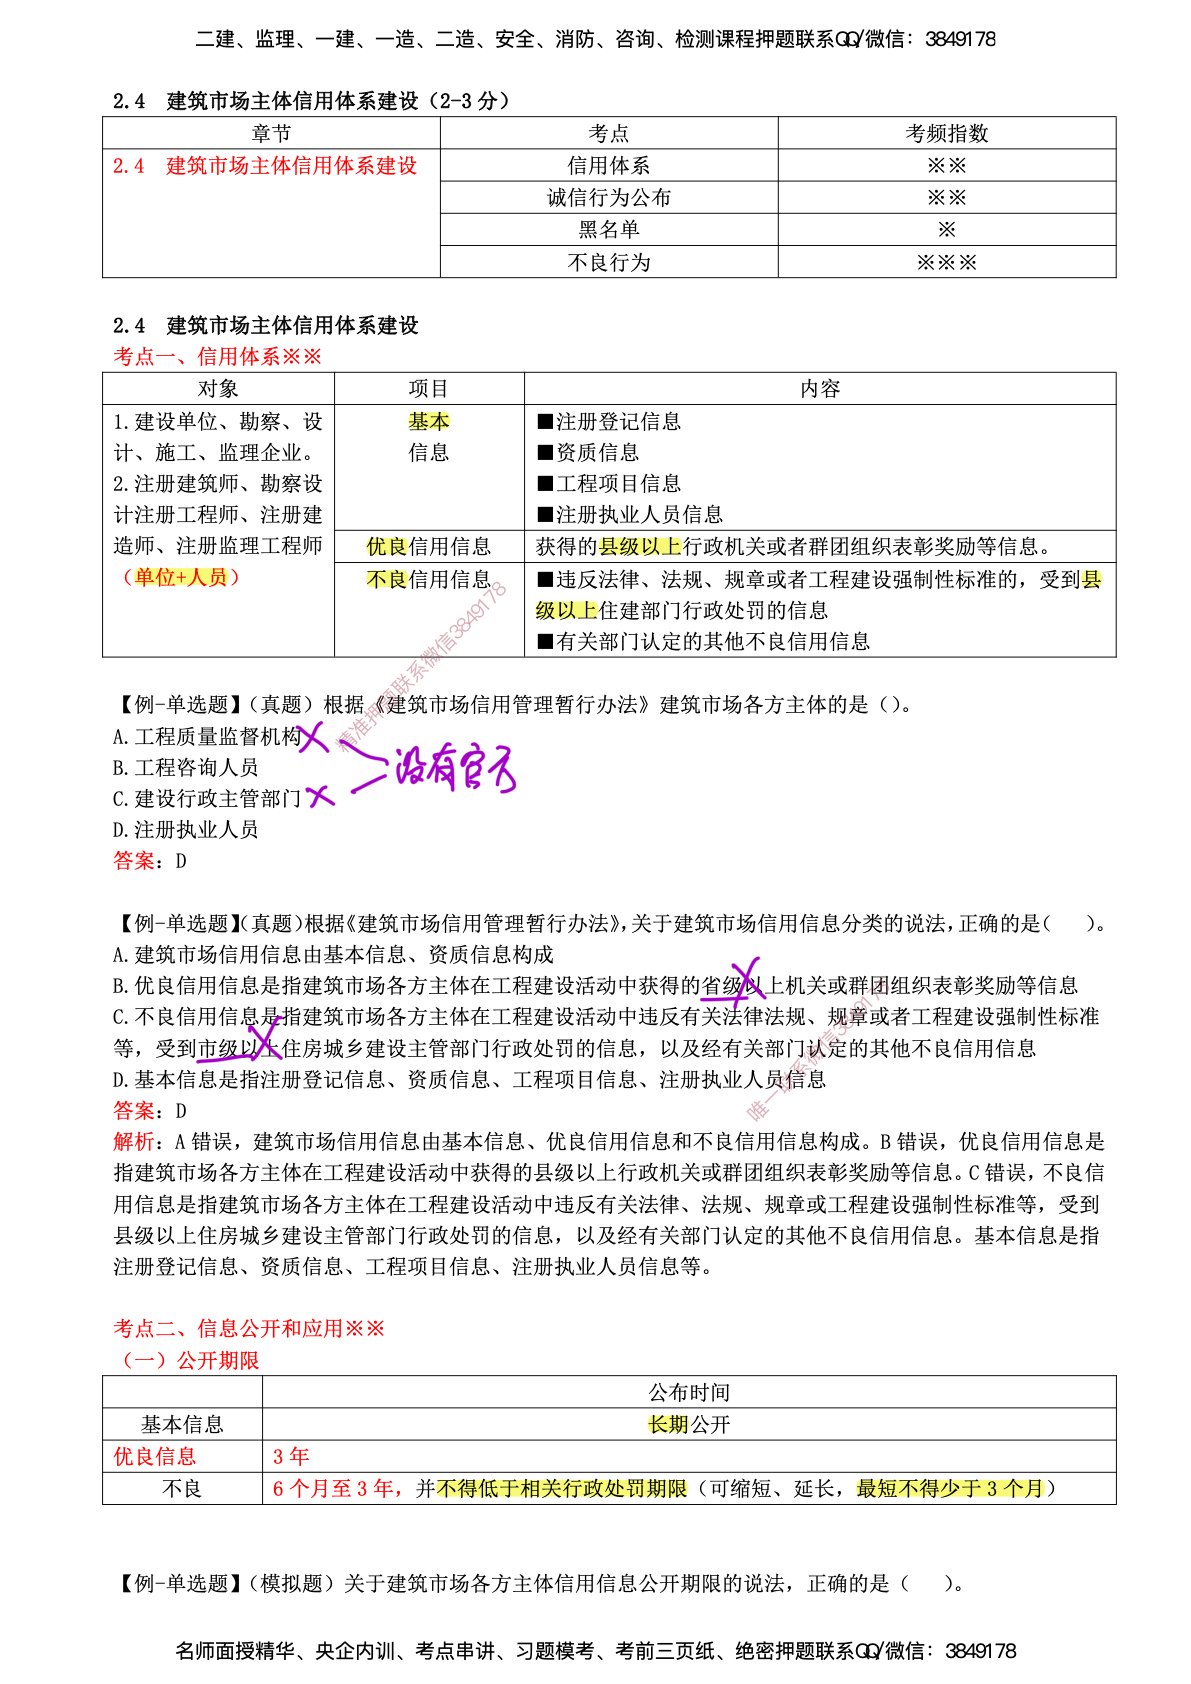 二建、监理、一建、一造、二造、安全、消防、咨询、检测课程押题联系QQ/微信：3849178
2.4 建筑市场主体信用体系建设（2-3 分）
章节 考点 考频指数
2.4 建筑市场主体信用体系建设 信用体系 ※※
诚信行为公布 ※※
黑名单 ※
不良行为 ※※※
2.4 建筑市场主体信用体系建设
考点一、信用体系※※
对象 项目 内容
1.建设单位、勘察、设
计、施工、监理企业。
2.注册建筑师、勘察设
计注册工程师、注册建
造师、注册监理工程师
（单位+人员）
基本
信息
■注册登记信息
■资质信息
■工程项目信息
■注册执业人员信息
优良信用信息 获得的县级以上行政机关或者群团组织表彰奖励等信息。
不良信用信息 ■违反法律、法规、规章或者工程建设强制性标准的，受到县
级以上住建部门行政处罚的信息
■有关部门认定的其他不良信用信息
精准押题联系微信3849178
【例-单选题】（真题）根据《建筑市场信用管理暂行办法》建筑市场各方主体的是（）。
A.工程质量监督机构
B.工程咨询人员
没有官方
C.建设行政主管部门
D.注册执业人员
答案：D
【例-单选题】（真题）根据《建筑市场信用管理暂行办法》，关于建筑市场信用信息分类的说法，正确的是（ ）。
A.建筑市场信用信息由基本信息、资质信息构成
B.优良信用信息是指建筑市场各方主体在工程建设活动中获得的省级以上机关或群团组织表彰奖励等信息
C.不良信用信息是指建筑市场各方主体在工程建设活动中违反有关法律法规、规章或者工程建设强制性标准
等，受到市级以上住房城乡建设主管部门行政处罚的信息，以及经有关部门认定的其他不良信用信息
D.基本信息是指注册登记信息、资质信息、工程项目信息、注册执业人员信息
唯一联系微信3849178
答案：D
解析：A 错误，建筑市场信用信息由基本信息、优良信用信息和不良信用信息构成。B 错误，优良信用信息是
指建筑市场各方主体在工程建设活动中获得的县级以上行政机关或群团组织表彰奖励等信息。C 错误，不良信
用信息是指建筑市场各方主体在工程建设活动中违反有关法律、法规、规章或工程建设强制性标准等，受到
县级以上住房城乡建设主管部门行政处罚的信息，以及经有关部门认定的其他不良信用信息。基本信息是指
注册登记信息、资质信息、工程项目信息、注册执业人员信息等。
考点二、信息公开和应用※※
（一）公开期限
公布时间
基本信息 长期公开
优良信息 3 年
不良 6 个月至 3 年，并不得低于相关行政处罚期限（可缩短、延长，最短不得少于 3 个月）
【例-单选题】（模拟题）关于建筑市场各方主体信用信息公开期限的说法，正确的是（ ）。
名师面授精华、央企内训、考点串讲、习题模考、考前三页纸、绝密押题联系QQ/微信：3849178